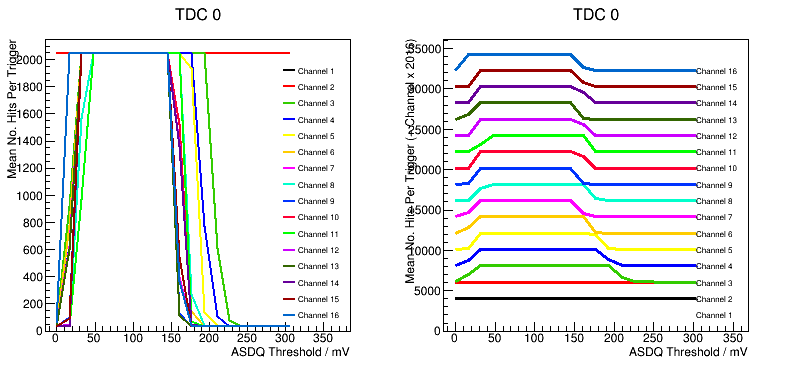 TDC 0
Mean No. Hits Per Trigger
2000
1800
1600
1400
1200
1000
800
600
400
200
0
0 50 100 150 200 250 300 350
ASDQ Threshold / mV
Channel 1
Channel 2
Channel 3
Channel 4
Channel 5
Channel 6
Channel 7
Channel 8
Channel 9
Channel 10
Channel 11
Channel 12
Channel 13
Channel 14
Channel 15
Channel 16
TDC 0
Mean No. Hits Per Trigger (+ Channel x 2016)
35000
30000
25000
20000
15000
10000
5000
0
0 50 100 150 200 250 300 350
ASDQ Threshold / mV
Channel 16
Channel 15
Channel 14
Channel 13
Channel 12
Channel 11
Channel 10
Channel 9
Channel 8
Channel 7
Channel 6
Channel 5
Channel 4
Channel 3
Channel 2
Channel 1